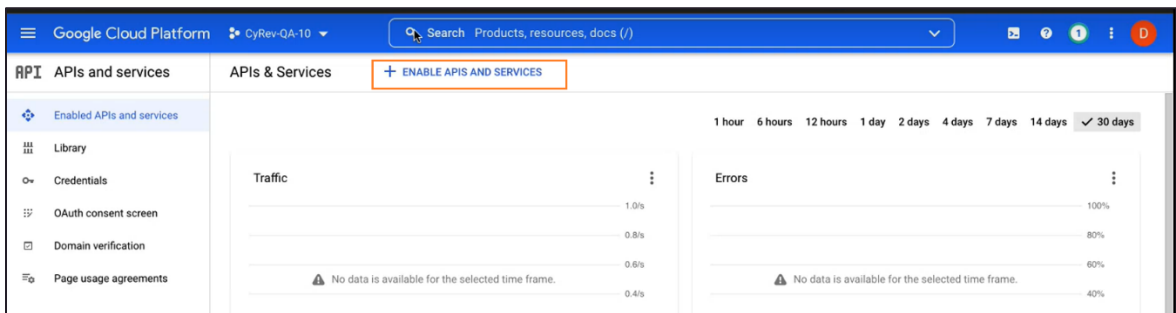 Google Cloud Platform CyRev-QA-10 Search Products, resources, docs (/) 1 D
API APIs and services
APIs & Services + ENABLE APIS AND SERVICES
Enabled APIs and services
Library
Credentials
OAuth consent screen
Domain verification
Page usage agreements
1 hour 6 hours 12 hours 1 day 2 days 4 days 7 days 14 days 30 days
Traffic
1.0/s
0.8/s
0.6/s
No data is available for the selected time frame.
0.4/s
Errors
100%
80%
60%
No data is available for the selected time frame.
40%